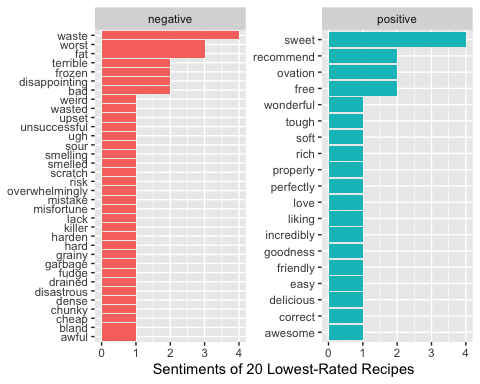 negative
waste
worst
fat
terrible
frozen
disappointing
bad
weird
wasted
upset
unsuccessful
ugh
sour
smelling
smelled
scratch
risk
overwhelmingly
mistake
misfortune
lack
killer
harden
hard
grainy
garbage
fudge
drained
disastrous
dense
chunky
cheap
bland
awful
0 1 2 3 4
positive
sweet
recommend
ovation
free
wonderful
tough
soft
rich
properly
perfectly
love
liking
incredibly
goodness
friendly
easy
delicious
correct
awesome
0 1 2 3 4
Sentiments of 20 Lowest-Rated Recipes